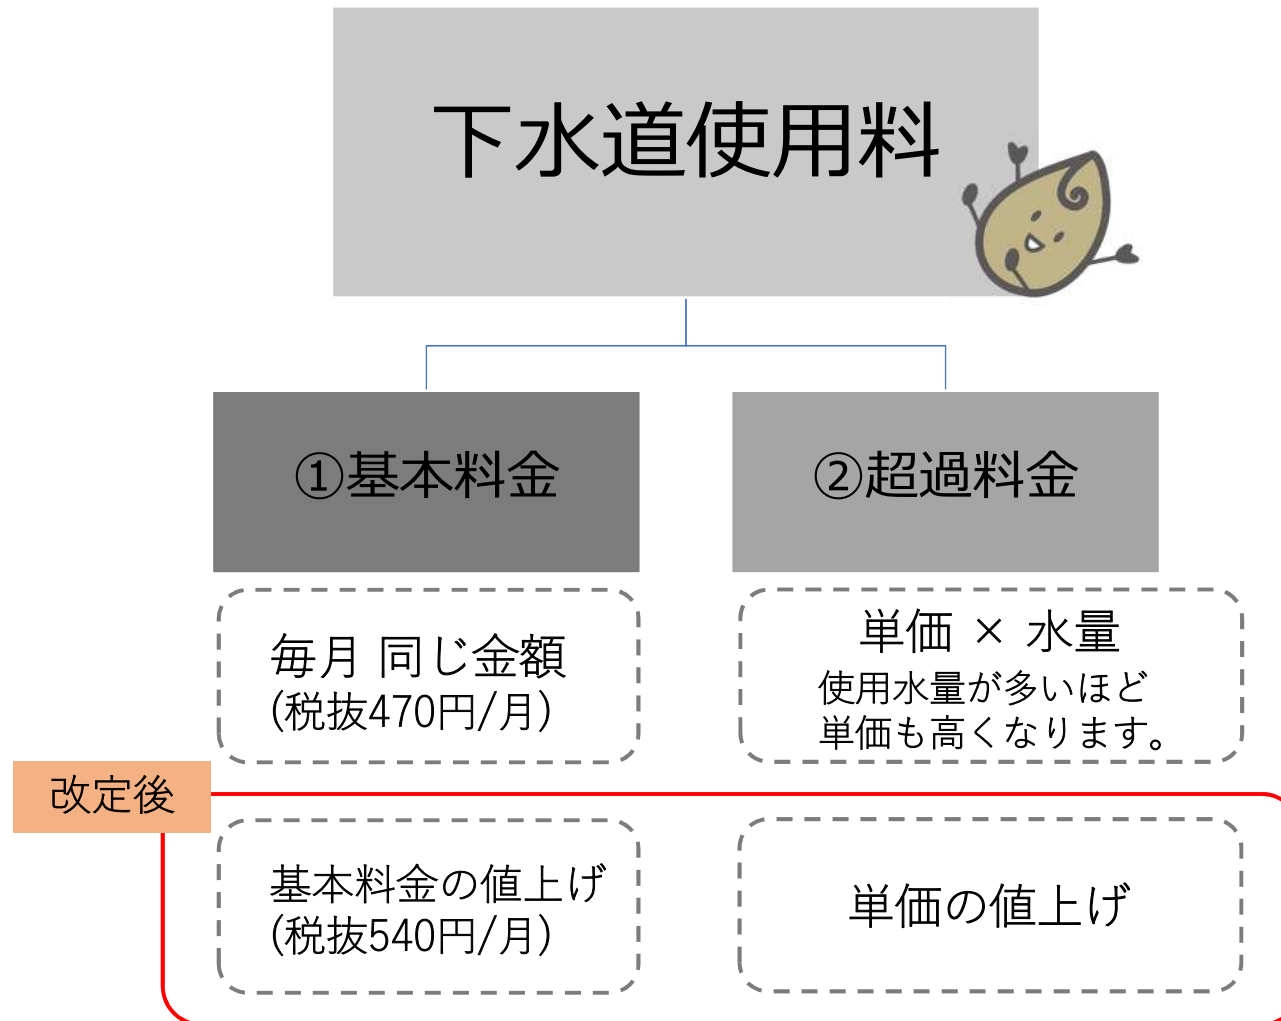 下水道使用料
①基本料金
②超過料金
毎月 同じ金額
(税抜470円/月)
単価 × 水量
使用水量が多いほど
単価も高くなります。
改定後
基本料金の値上げ
(税抜540円/月)
単価の値上げ